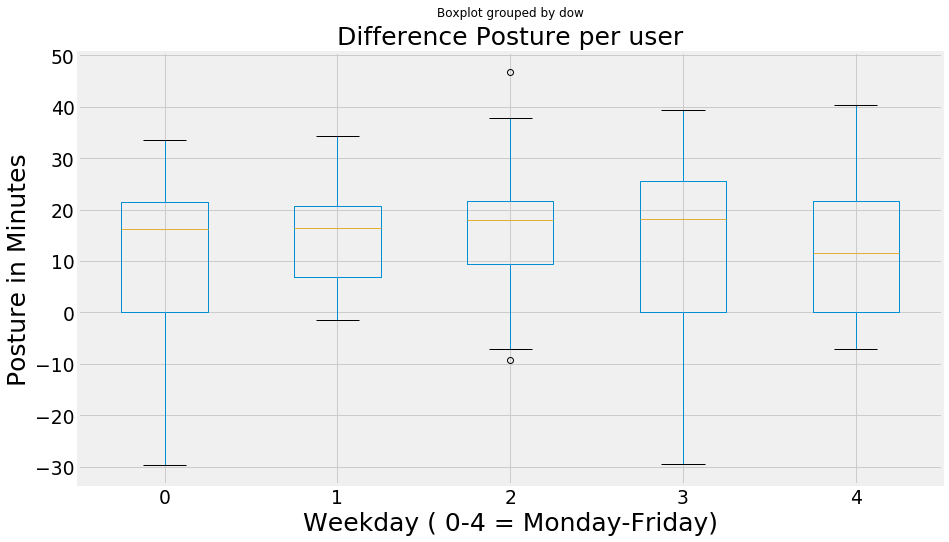 Boxplot grouped by dow
Difference Posture per user
Posture in Minutes
50
40
30
20
10
0
−10
−20
−30
0 1 2 3 4
Weekday ( 0-4 = Monday-Friday)